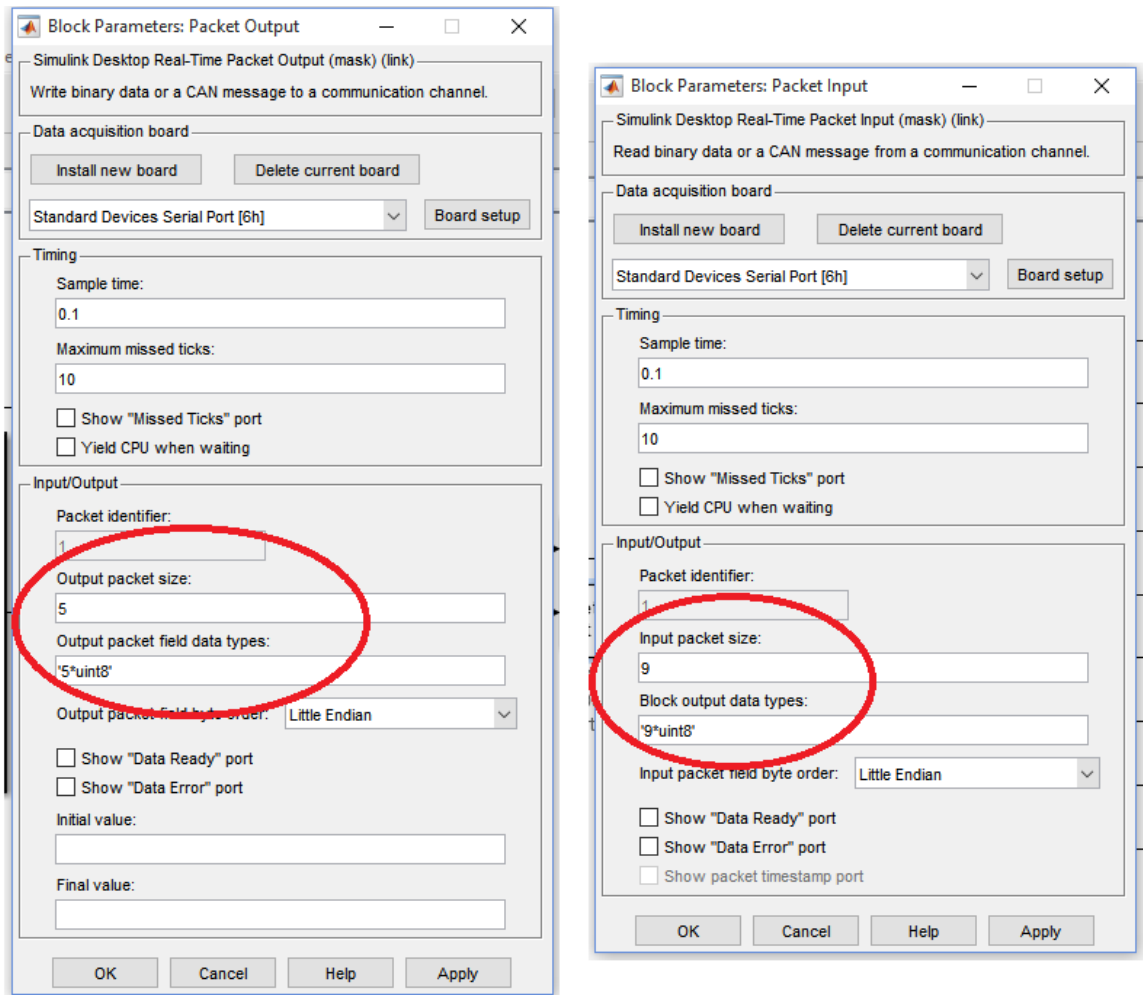 Block Parameters: Packet Output
Simulink Desktop Real-Time Packet Output (mask) (link)
Write binary data or a CAN message to a communication channel.
Data acquisition board
Install new board Delete current board
Standard Devices Serial Port [6h] Board setup
Timing
Sample time:
0.1
Maximum missed ticks:
10
Show "Missed Ticks" port
Yield CPU when waiting
Input/Output
Packet identifier:
1
Output packet size:
5
Output packet field data types:
'5*uint8'
Output packet field byte order: Little Endian
Show "Data Ready" port
Show "Data Error" port
Initial value:
Final value:
OK Cancel Help Apply
Block Parameters: Packet Input
Simulink Desktop Real-Time Packet Input (mask) (link)
Read binary data or a CAN message from a communication channel.
Data acquisition board
Install new board Delete current board
Standard Devices Serial Port [6h] Board setup
Timing
Sample time:
0.1
Maximum missed ticks:
10
Show "Missed Ticks" port
Yield CPU when waiting
Input/Output
Packet identifier:
1
Input packet size:
9
Block output data types:
'9*uint8'
Input packet field byte order: Little Endian
Show "Data Ready" port
Show "Data Error" port
Show packet timestamp port
OK Cancel Help Apply